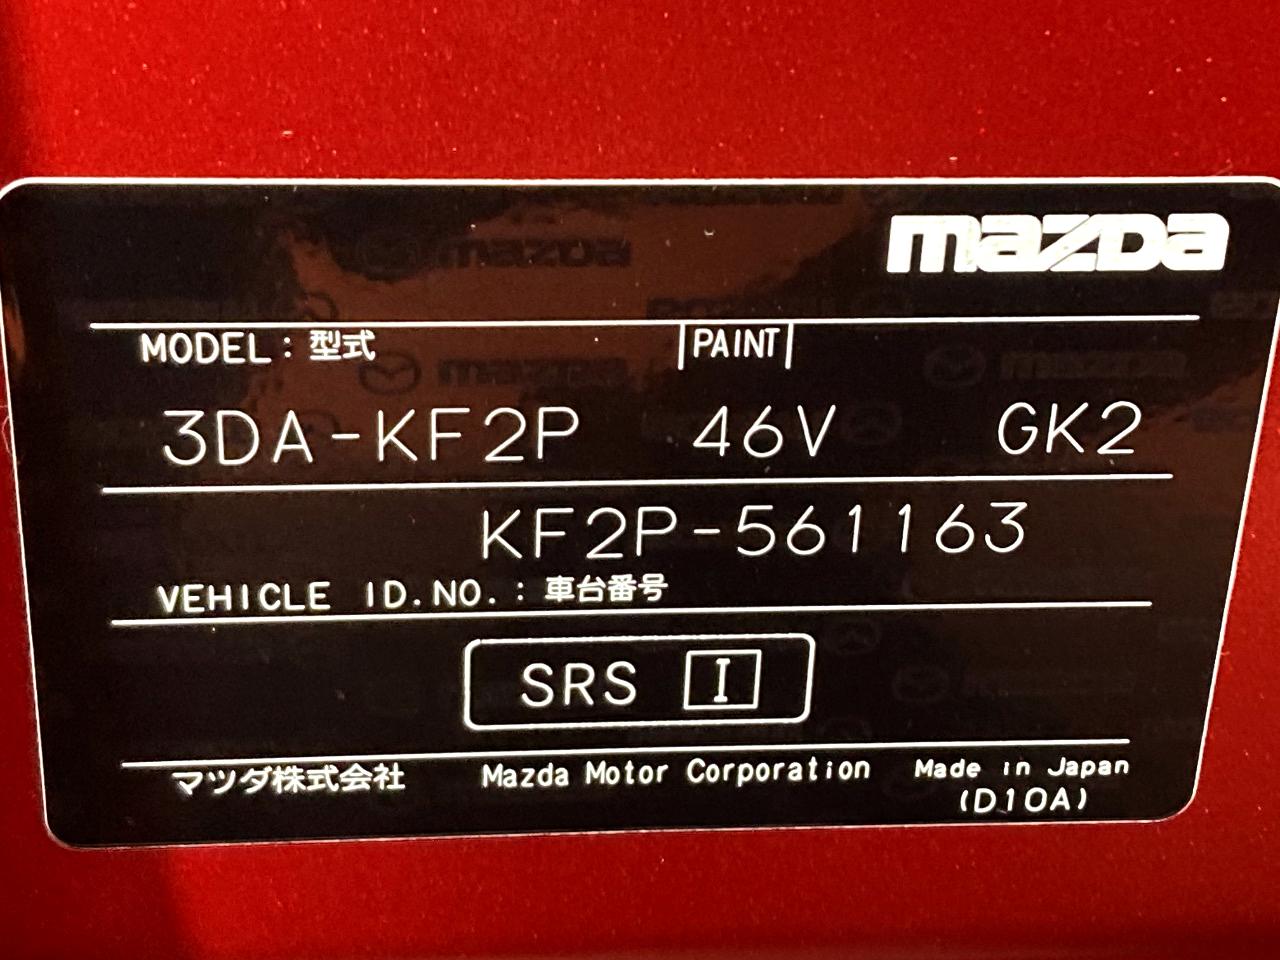 mazda
MODEL : 型式 PAINT
3DA-KF2P 46V GK2
KF2P-561163
VEHICLE ID.NO. : 車台番号
SRS I
マツダ株式会社 Mazda Motor Corporation Made in Japan
(D10A)